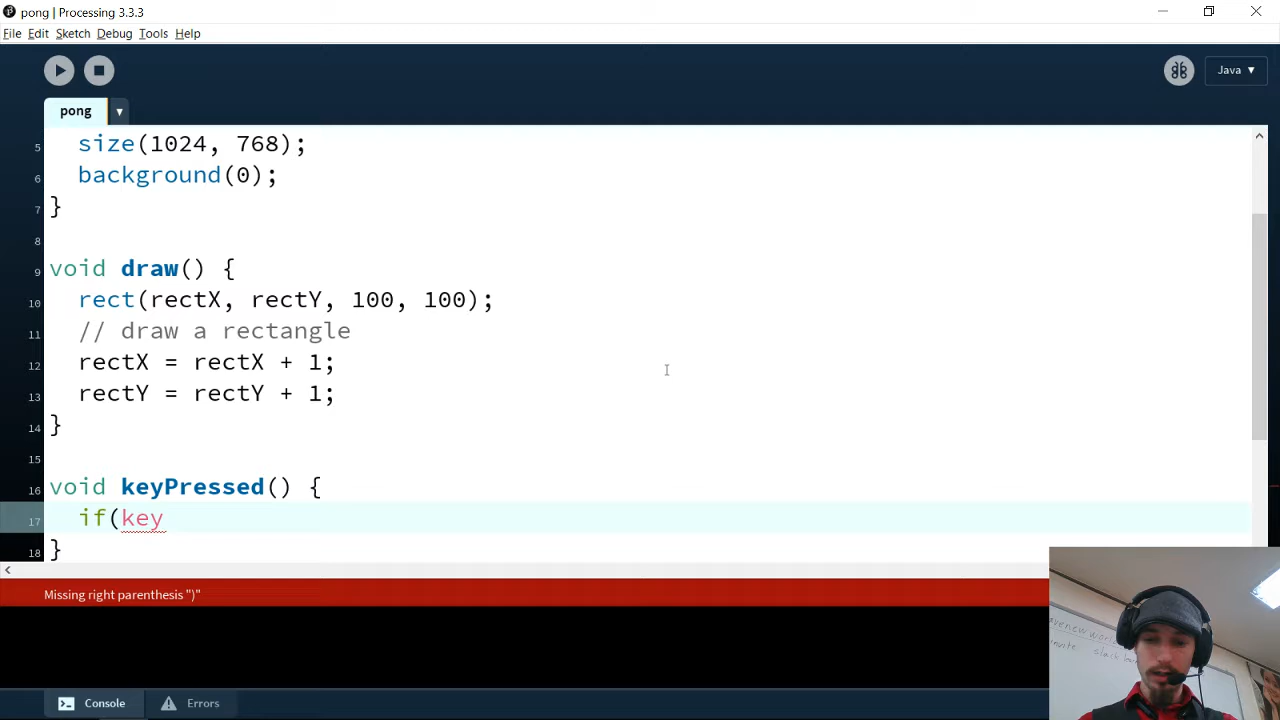 pong | Processing 3.3.3
File Edit Sketch Debug Tools Help
Java ▼
pong ▼
5 size(1024, 768);
6 background(0);
7 }
8
9 void draw() {
10 rect(rectX, rectY, 100, 100);
11 // draw a rectangle
12 rectX = rectX + 1;
13 rectY = rectY + 1;
14 }
15
16 void keyPressed() {
17 if(key
18 }
Missing right parenthesis ")"
Console Errors